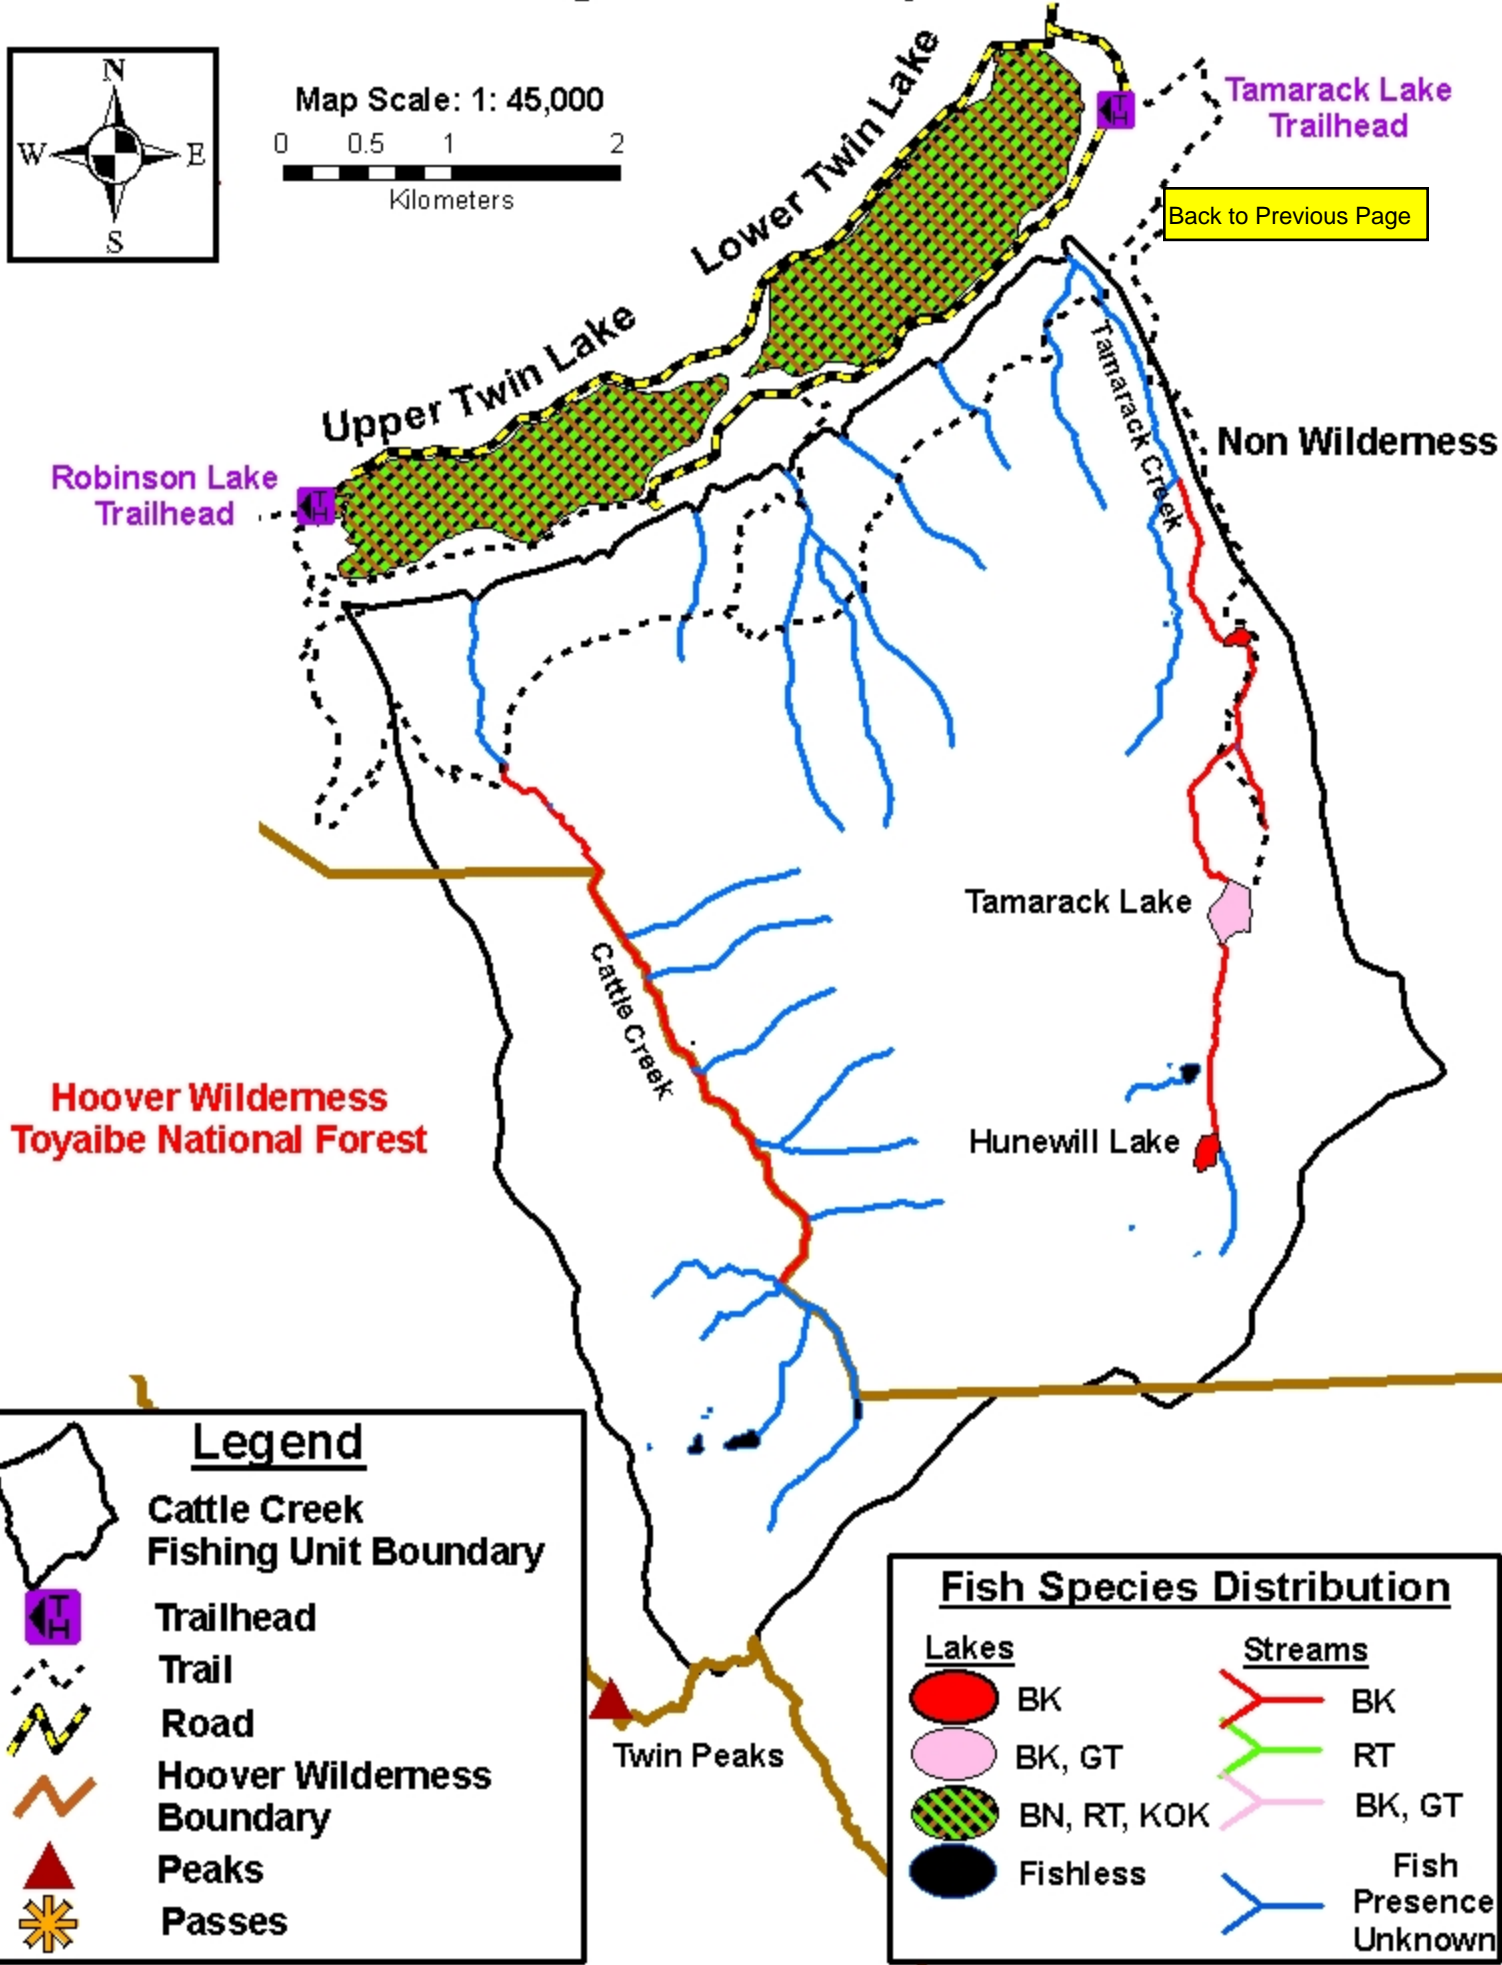 N
W E
S
Map Scale: 1: 45,000
0 0.5 1 2
Kilometers
Lower Twin Lake
Tamarack Lake
Trailhead
TH
Back to Previous Page
Upper Twin Lake
Tamarack Creek
Non Wilderness
Robinson Lake
Trailhead
TH
Tamarack Lake
Cattle Creek
Hoover Wilderness
Toyaibe National Forest
Hunewill Lake
Twin Peaks
Legend
Cattle Creek
Fishing Unit Boundary
TH
Trailhead
Trail
Road
Hoover Wilderness
Boundary
Peaks
Passes
Fish Species Distribution
Lakes
BK
BK, GT
BN, RT, KOK
Fishless
Streams
BK
RT
BK, GT
Fish
Presence
Unknown